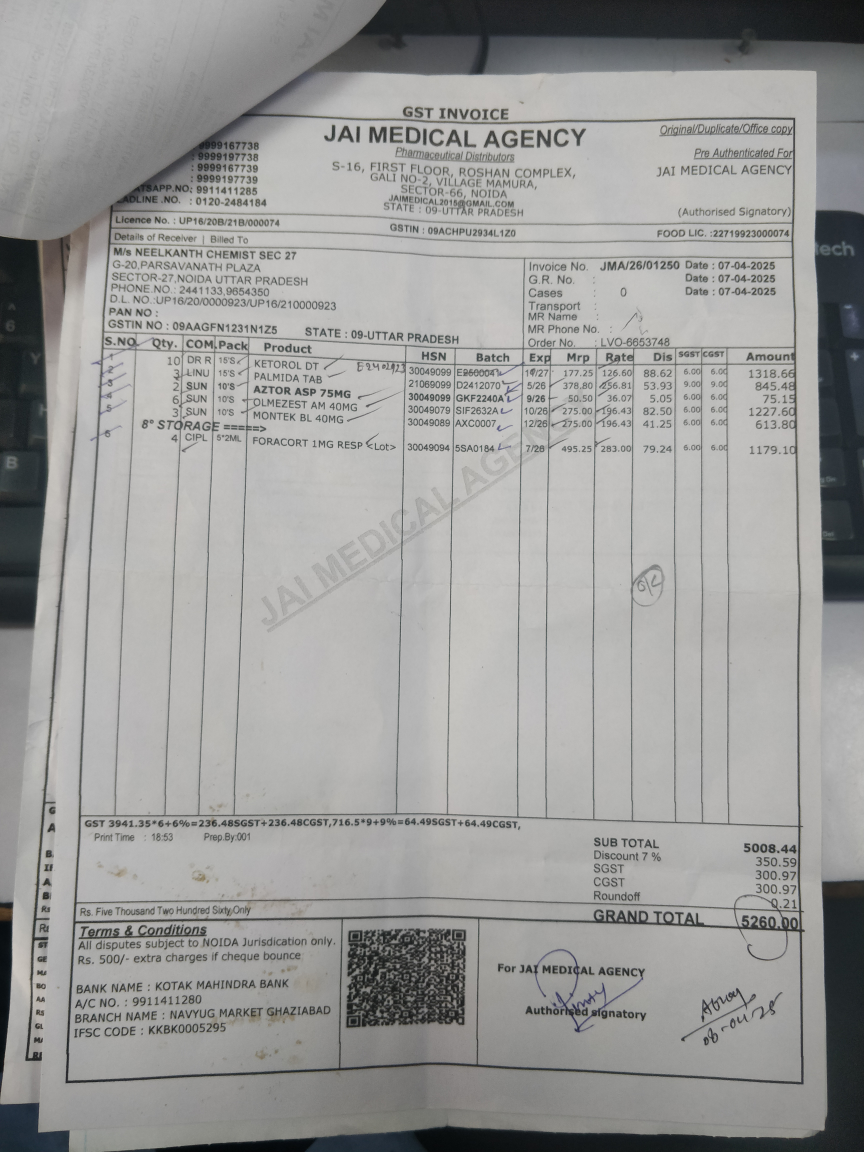 GST INVOICE
JAI MEDICAL AGENCY
Pharmaceutical Distributors
S-16, FIRST FLOOR, ROSHAN COMPLEX,
GALI NO-2, VILLAGE MAMURA,
SECTOR-66, NOIDA
JAIMEDICAL2015@GMAIL.COM
STATE : 09-UTTAR PRADESH
9999167738
: 9999197738
: 9999167739
: 9999197739
ATSAPP.NO: 9911411285
ADLINE .NO. : 0120-2484184
Original/Duplicate/Office copy
Pre Authenticated For
JAI MEDICAL AGENCY
(Authorised Signatory)
Licence No. : UP16/20B/21B/000074
GSTIN : 09ACHPU2934L1Z0
FOOD LIC. :22719923000074
Details of Receiver | Billed To
M/s NEELKANTH CHEMIST SEC 27
G-20,PARSAVANATH PLAZA
SECTOR-27,NOIDA UTTAR PRADESH
PHONE.NO.: 2441133,9654350
D.L. NO.:UP16/20/0000923/UP16/210000923
PAN NO :
GSTIN NO : 09AAGFN1231N1Z5 STATE : 09-UTTAR PRADESH
Invoice No. JMA/26/01250 Date : 07-04-2025
G.R. No. : Date : 07-04-2025
Cases : 0 Date : 07-04-2025
Transport :
MR Name :
MR Phone No. :
Order No. : LVO-6653748
S.NO. Qty. COM. Pack Product HSN Batch Exp Mrp Rate Dis SGST CGST Amount
1 10 DR R 15'S KETOROL DT 30049099 177.25 126.60 88.62 6.00 6.00 1318.66
2 3 LINU 15'S PALMIDA TAB 21069099 D2412070 5/26 378.80 256.81 53.93 9.00 9.00 845.48
3 2 SUN 10'S AZTOR ASP 75MG 30049099 GKF2240A 9/26 50.50 36.07 5.05 6.00 6.00 75.15
4 6 SUN 10'S OLMEZEST AM 40MG 30049079 SIF2632A 10/26 275.00 196.43 82.50 6.00 6.00 1227.60
5 3 SUN 10'S MONTEK BL 40MG 30049089 AXC0007 12/26 275.00 196.43 41.25 6.00 6.00 613.80
8° STORAGE =====>
6 4 CIPL 5*2ML FORACORT 1MG RESP <Lot> 30049094 5SA0184 7/26 495.25 283.00 79.24 6.00 6.00 1179.10
JAI MEDICAL AGENCY
GST 3941.35*6+6%=236.48SGST+236.48CGST,716.5*9+9%=64.49SGST+64.49CGST,
Print Time : 18:53 Prep.By:001
SUB TOTAL 5008.44
Discount 7 % 350.59
SGST 300.97
CGST 300.97
Roundoff 0.21
GRAND TOTAL 5260.00
Rs. Five Thousand Two Hundred Sixty Only
Terms & Conditions
All disputes subject to NOIDA Jurisdication only.
Rs. 500/- extra charges if cheque bounce
BANK NAME : KOTAK MAHINDRA BANK
A/C NO. : 9911411280
BRANCH NAME : NAVYUG MARKET GHAZIABAD
IFSC CODE : KKBK0005295
For JAI MEDICAL AGENCY
Authorised signatory
08-04-25